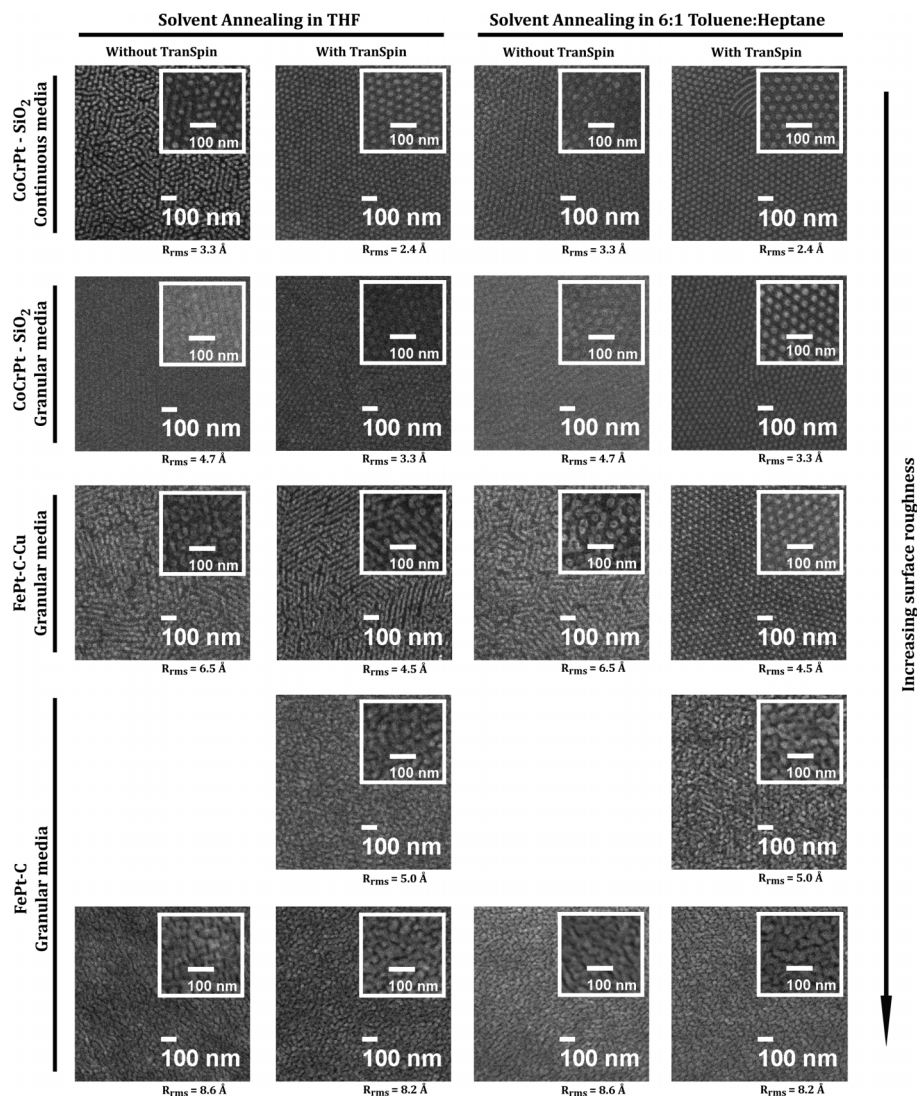 Solvent Annealing in THF
Solvent Annealing in 6:1 Toluene:Heptane
Without TranSpin
With TranSpin
Without TranSpin
With TranSpin
CoCrPt - SiO₂
Continuous media
100 nm
100 nm
100 nm
100 nm
100 nm
100 nm
100 nm
100 nm
Rrms = 3.3 Å
Rrms = 2.4 Å
Rrms = 3.3 Å
Rrms = 2.4 Å
CoCrPt - SiO₂
Granular media
100 nm
100 nm
100 nm
100 nm
100 nm
100 nm
100 nm
100 nm
Rrms = 4.7 Å
Rrms = 3.3 Å
Rrms = 4.7 Å
Rrms = 3.3 Å
FePt-C-Cu
Granular media
100 nm
100 nm
100 nm
100 nm
100 nm
100 nm
100 nm
100 nm
Rrms = 6.5 Å
Rrms = 4.5 Å
Rrms = 6.5 Å
Rrms = 4.5 Å
FePt-C
Granular media
100 nm
100 nm
100 nm
100 nm
Rrms = 5.0 Å
Rrms = 5.0 Å
100 nm
100 nm
100 nm
100 nm
100 nm
100 nm
100 nm
100 nm
Rrms = 8.6 Å
Rrms = 8.2 Å
Rrms = 8.6 Å
Rrms = 8.2 Å
Increasing surface roughness